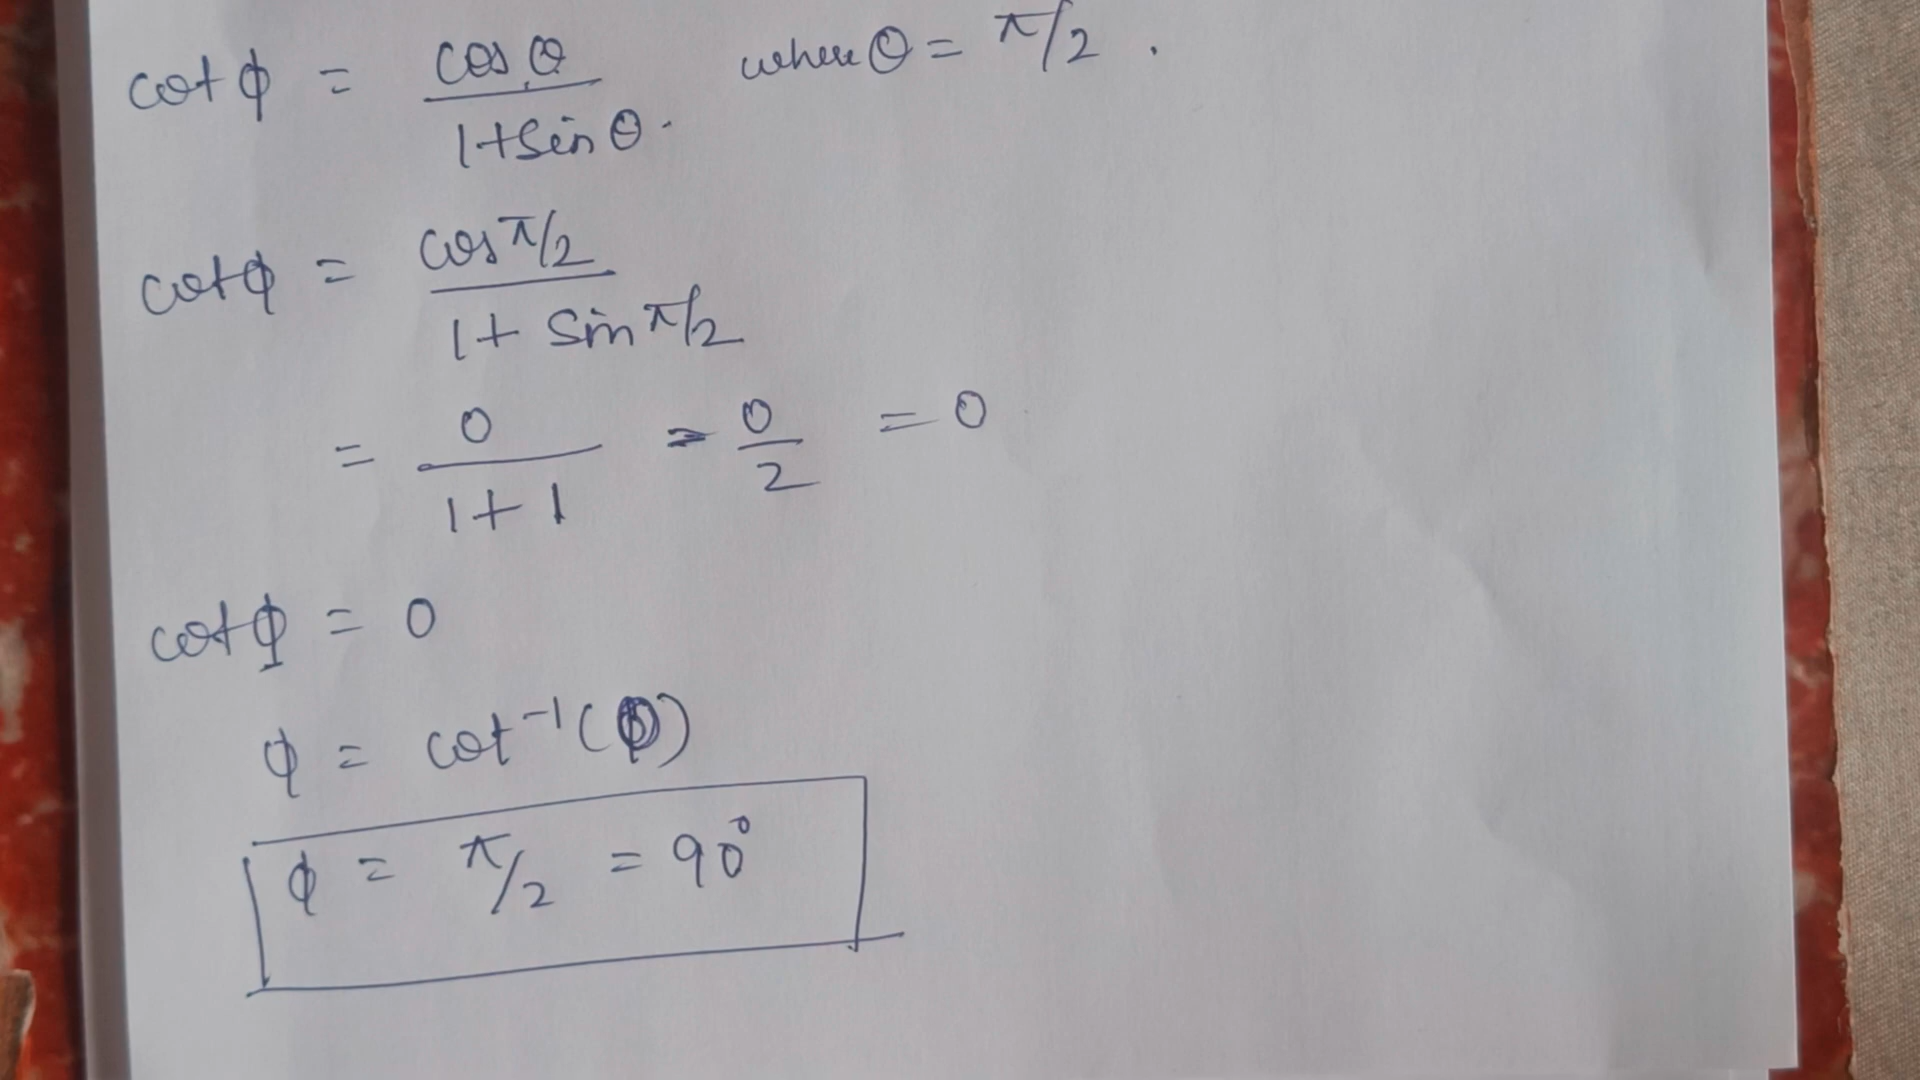 cot ϕ = cos θ / 1+sin θ. where θ = π/2 .
cot ϕ = cos π/2 / 1+ sin π/2
= 0 / 1+1 = 0/2 = 0
cot ϕ = 0
ϕ = cot⁻¹(0)
ϕ = π/2 = 90°